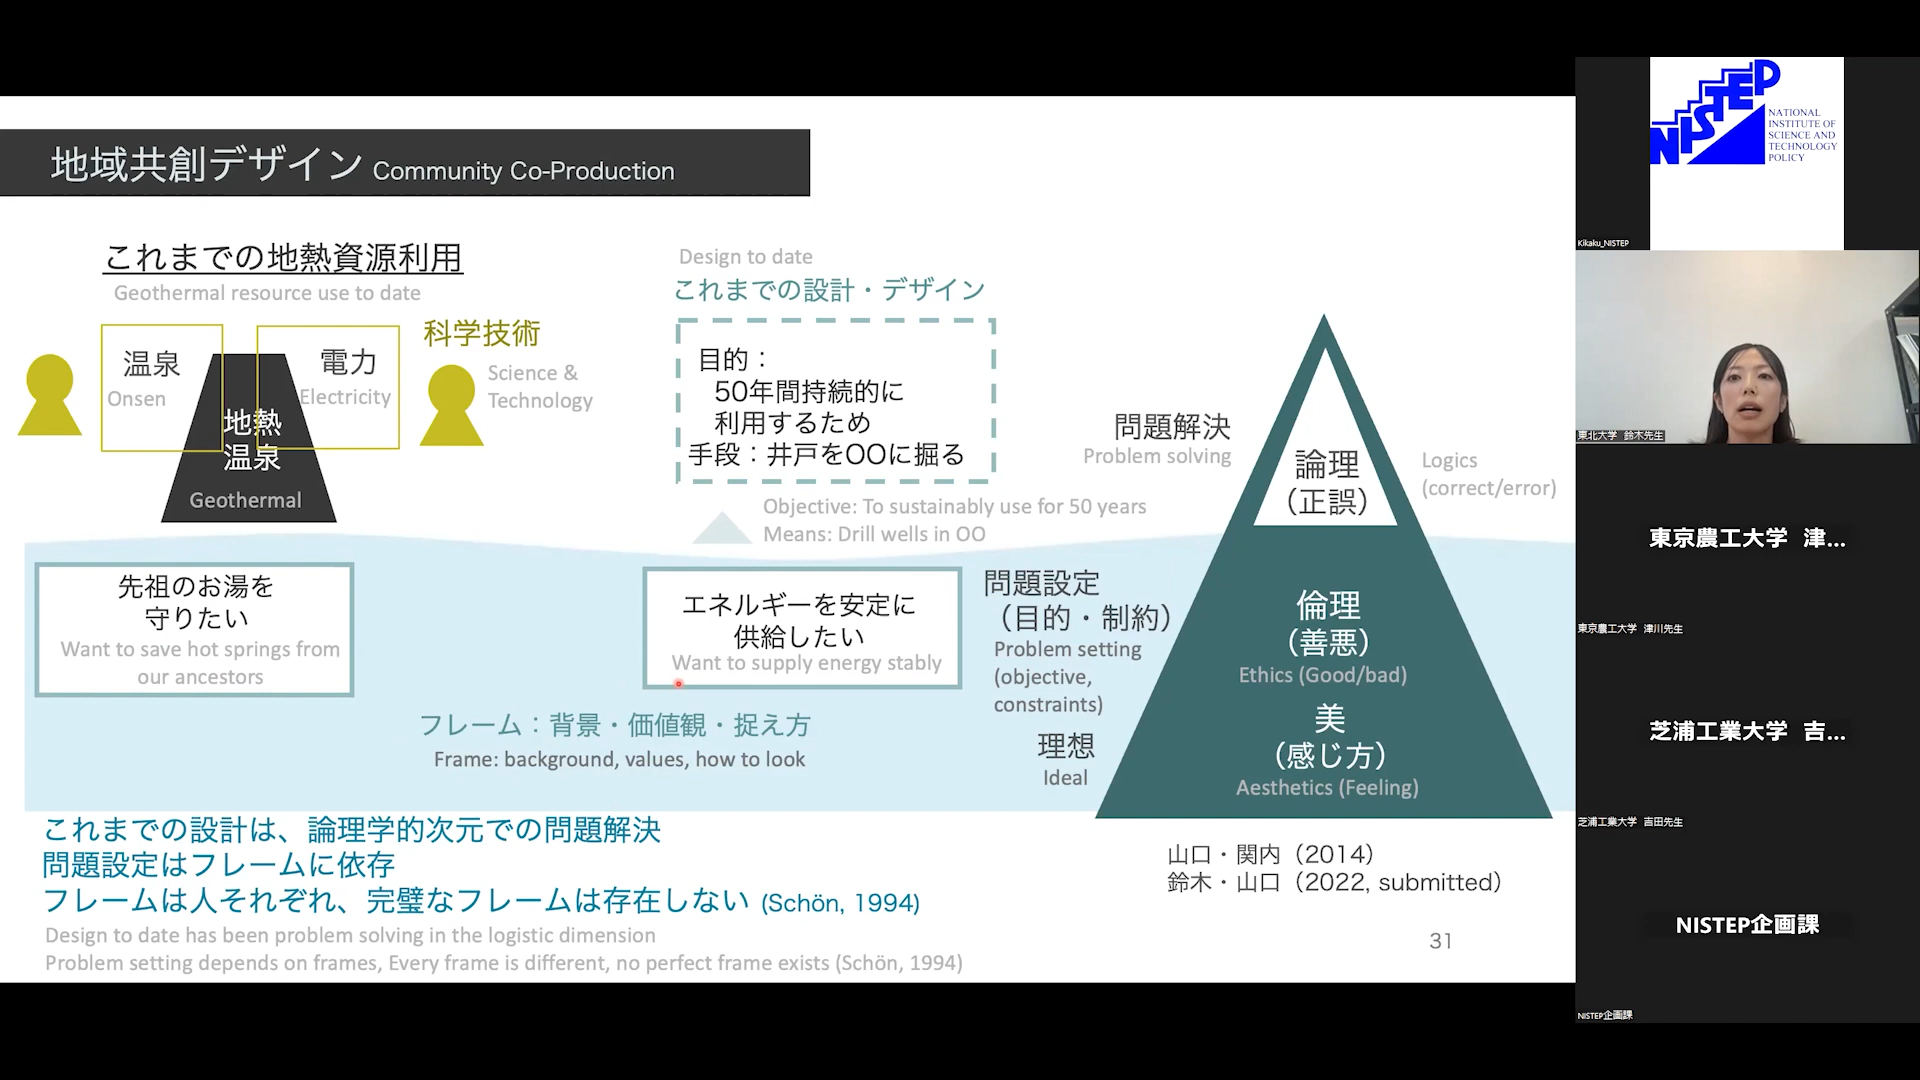 地域共創デザイン Community Co-Production
これまでの地熱資源利用
Geothermal resource use to date
温泉
Onsen
電力
Electricity
地熱
温泉
Geothermal
科学技術
Science &
Technology
Design to date
これまでの設計・デザイン
目的：
50年間持続的に
利用するため
手段：井戸をOOに掘る
Objective: To sustainably use for 50 years
Means: Drill wells in OO
先祖のお湯を
守りたい
Want to save hot springs from
our ancestors
エネルギーを安定に
供給したい
Want to supply energy stably
フレーム：背景・価値観・捉え方
Frame: background, values, how to look
問題解決
Problem solving
問題設定
（目的・制約）
Problem setting
(objective,
constraints)
理想
Ideal
論理
（正誤）
Logics
(correct/error)
倫理
（善悪）
Ethics (Good/bad)
美
（感じ方）
Aesthetics (Feeling)
これまでの設計は、論理学的次元での問題解決
問題設定はフレームに依存
フレームは人それぞれ、完璧なフレームは存在しない (Schön, 1994)
Design to date has been problem solving in the logistic dimension
Problem setting depends on frames, Every frame is different, no perfect frame exists (Schön, 1994)
山口・関内（2014）
鈴木・山口（2022, submitted）
31
NISTEP
NATIONAL
INSTITUTE OF
SCIENCE AND
TECHNOLOGY
POLICY
Kikaku_NISTEP
東北大学 鈴木先生
東京農工大学 津...
東京農工大学 津川先生
芝浦工業大学 吉...
芝浦工業大学 吉田先生
NISTEP企画課
NISTEP企画課